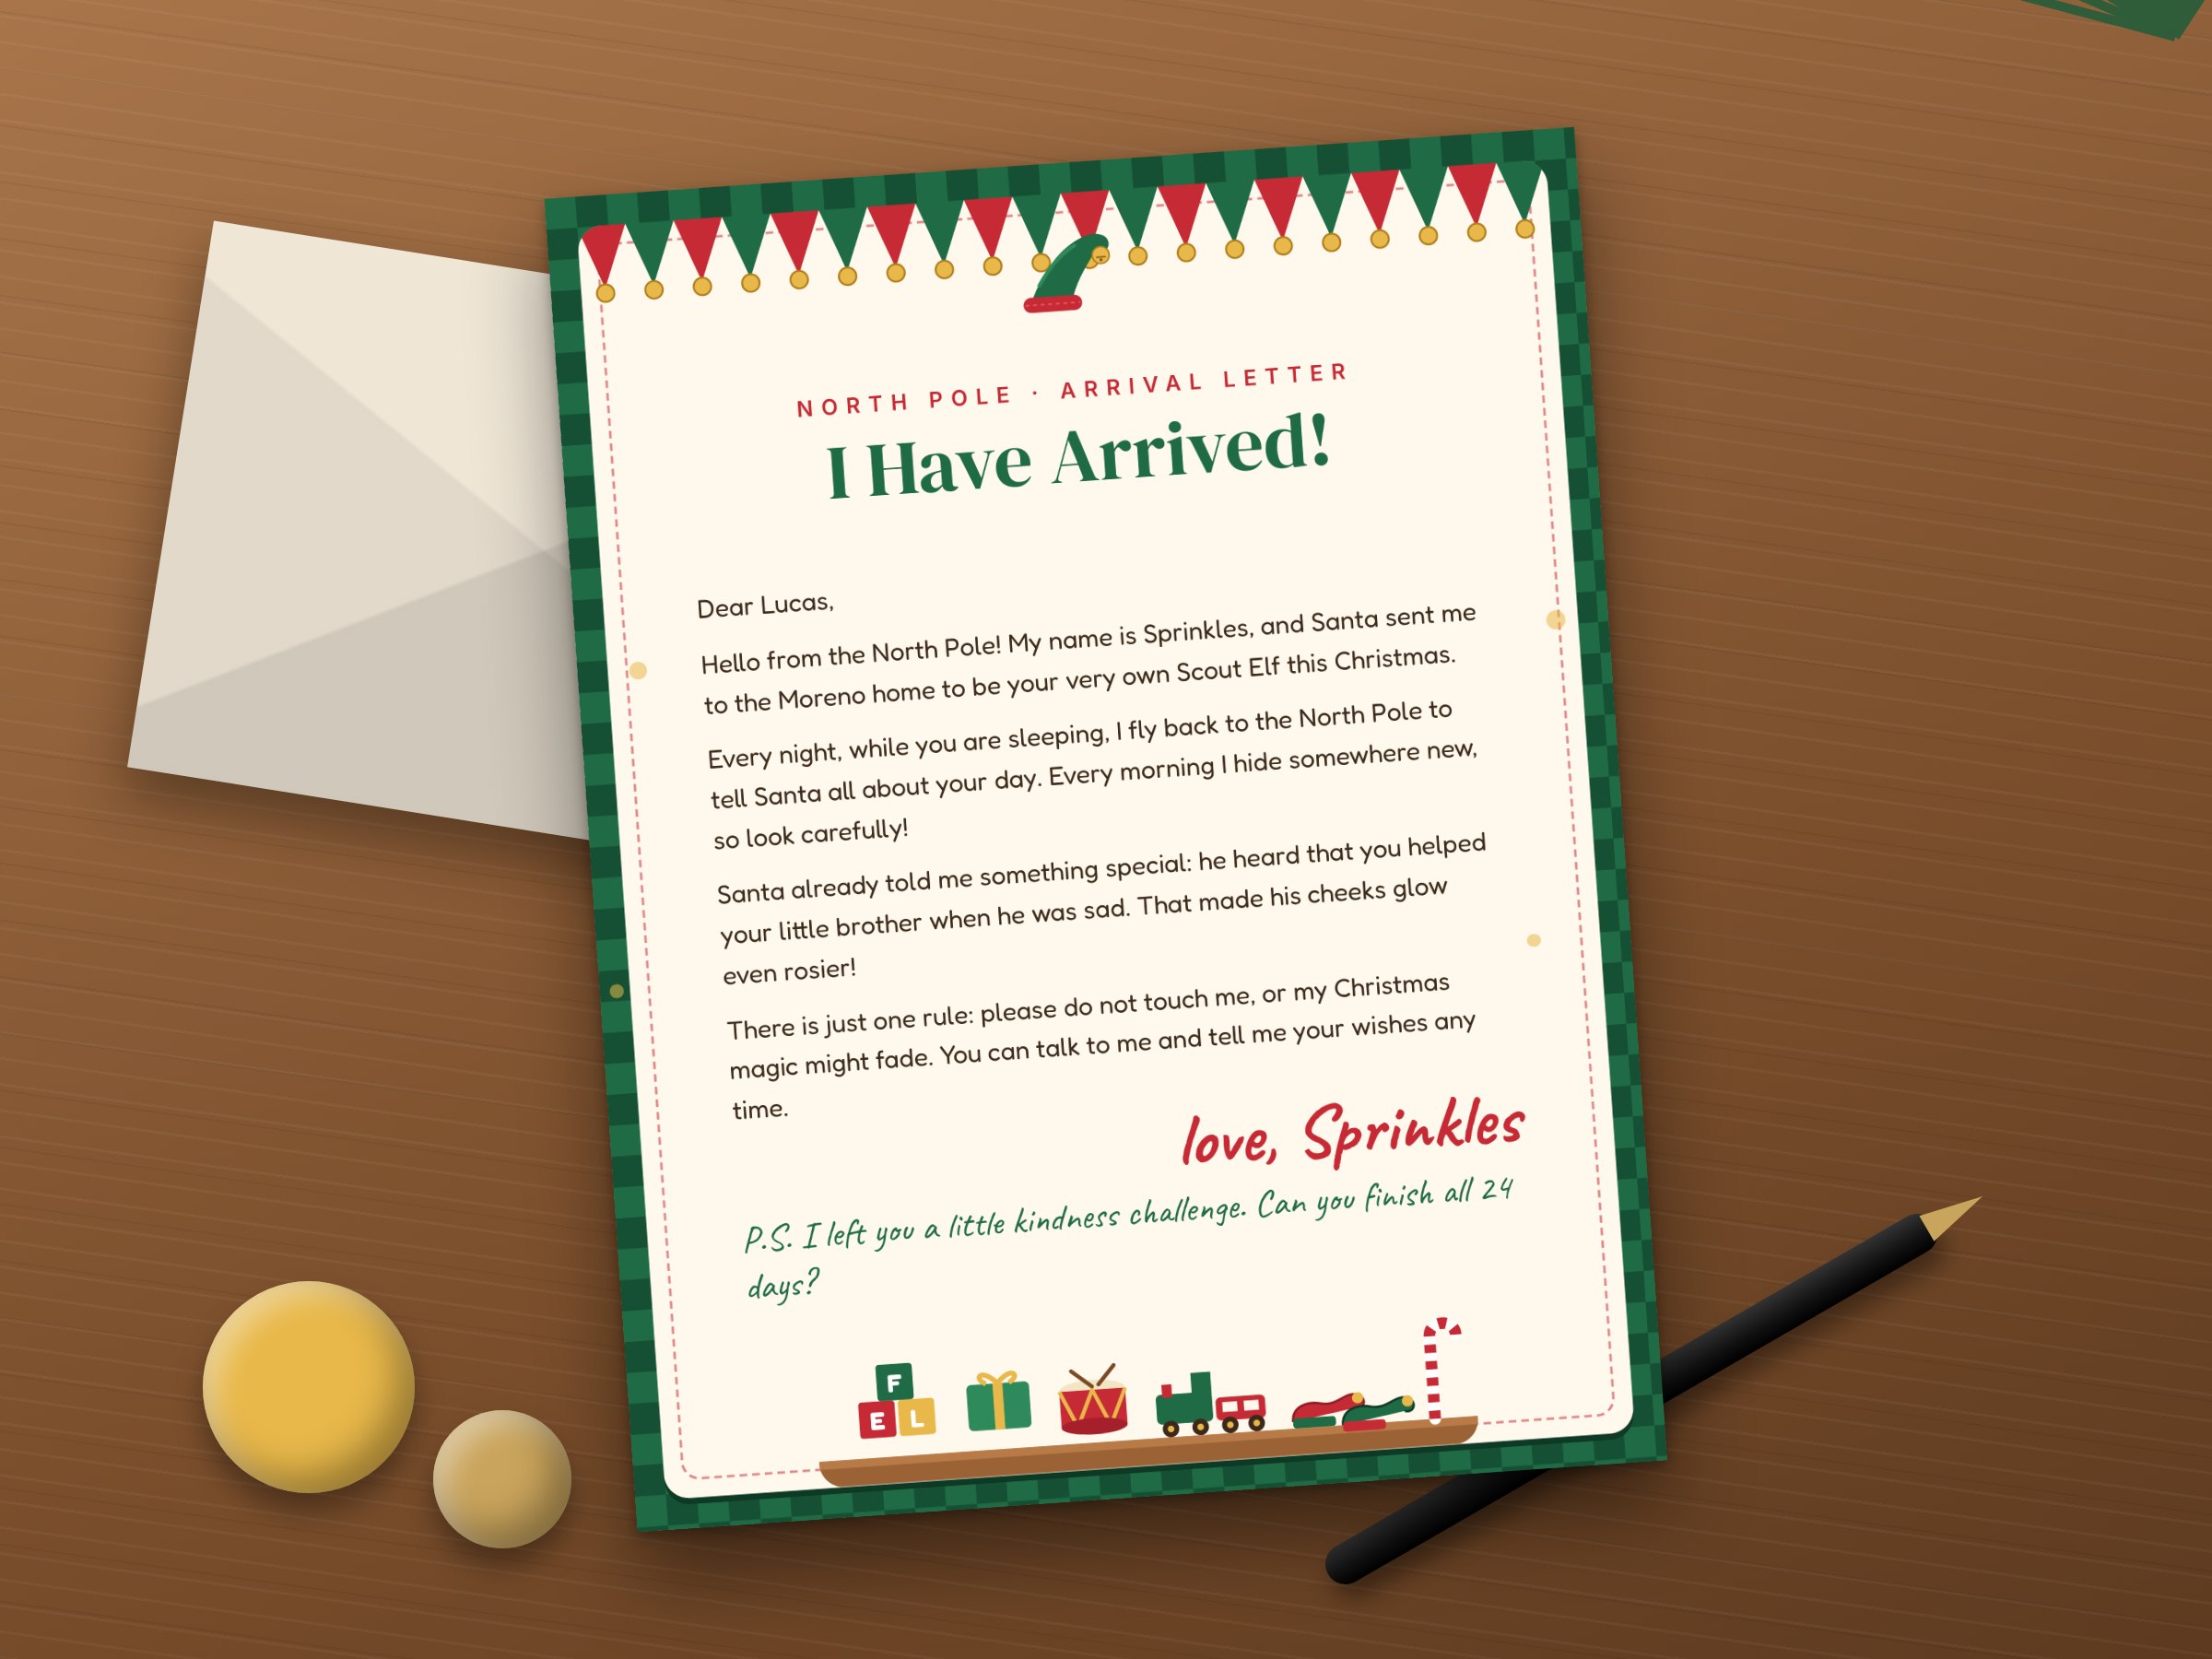 NORTH POLE · ARRIVAL LETTER
I Have Arrived!
Dear Lucas,
Hello from the North Pole! My name is Sprinkles, and Santa sent me
to the Moreno home to be your very own Scout Elf this Christmas.
Every night, while you are sleeping, I fly back to the North Pole to
tell Santa all about your day. Every morning I hide somewhere new,
so look carefully!
Santa already told me something special: he heard that you helped
your little brother when he was sad. That made his cheeks glow
even rosier!
There is just one rule: please do not touch me, or my Christmas
magic might fade. You can talk to me and tell me your wishes any
time.
love, Sprinkles
P.S. I left you a little kindness challenge. Can you finish all 24
days?
F
E L